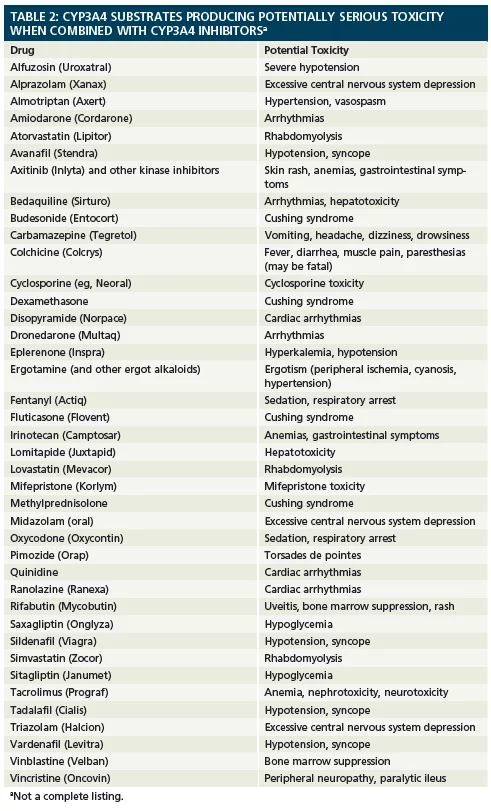 TABLE 2: CYP3A4 SUBSTRATES PRODUCING POTENTIALLY SERIOUS TOXICITY
WHEN COMBINED WITH CYP3A4 INHIBITORSa
Drug Potential Toxicity
Alfuzosin (Uroxatral) Severe hypotension
Alprazolam (Xanax) Excessive central nervous system depression
Almotriptan (Axert) Hypertension, vasospasm
Amiodarone (Cordarone) Arrhythmias
Atorvastatin (Lipitor) Rhabdomyolysis
Avanafil (Stendra) Hypotension, syncope
Axitinib (Inlyta) and other kinase inhibitors Skin rash, anemias, gastrointestinal symp-
toms
Bedaquiline (Sirturo) Arrhythmias, hepatotoxicity
Budesonide (Entocort) Cushing syndrome
Carbamazepine (Tegretol) Vomiting, headache, dizziness, drowsiness
Colchicine (Colcrys) Fever, diarrhea, muscle pain, paresthesias
(may be fatal)
Cyclosporine (eg, Neoral) Cyclosporine toxicity
Dexamethasone Cushing syndrome
Disopyramide (Norpace) Cardiac arrhythmias
Dronedarone (Multaq) Arrhythmias
Eplerenone (Inspra) Hyperkalemia, hypotension
Ergotamine (and other ergot alkaloids) Ergotism (peripheral ischemia, cyanosis,
hypertension)
Fentanyl (Actiq) Sedation, respiratory arrest
Fluticasone (Flovent) Cushing syndrome
Irinotecan (Camptosar) Anemias, gastrointestinal symptoms
Lomitapide (Juxtapid) Hepatotoxicity
Lovastatin (Mevacor) Rhabdomyolysis
Mifepristone (Korlym) Mifepristone toxicity
Methylprednisolone Cushing syndrome
Midazolam (oral) Excessive central nervous system depression
Oxycodone (Oxycontin) Sedation, respiratory arrest
Pimozide (Orap) Torsades de pointes
Quinidine Cardiac arrhythmias
Ranolazine (Ranexa) Cardiac arrhythmias
Rifabutin (Mycobutin) Uveitis, bone marrow suppression, rash
Saxagliptin (Onglyza) Hypoglycemia
Sildenafil (Viagra) Hypotension, syncope
Simvastatin (Zocor) Rhabdomyolysis
Sitagliptin (Janumet) Hypoglycemia
Tacrolimus (Prograf) Anemia, nephrotoxicity, neurotoxicity
Tadalafil (Cialis) Hypotension, syncope
Triazolam (Halcion) Excessive central nervous system depression
Vardenafil (Levitra) Hypotension, syncope
Vinblastine (Velban) Bone marrow suppression
Vincristine (Oncovin) Peripheral neuropathy, paralytic ileus
aNot a complete listing.